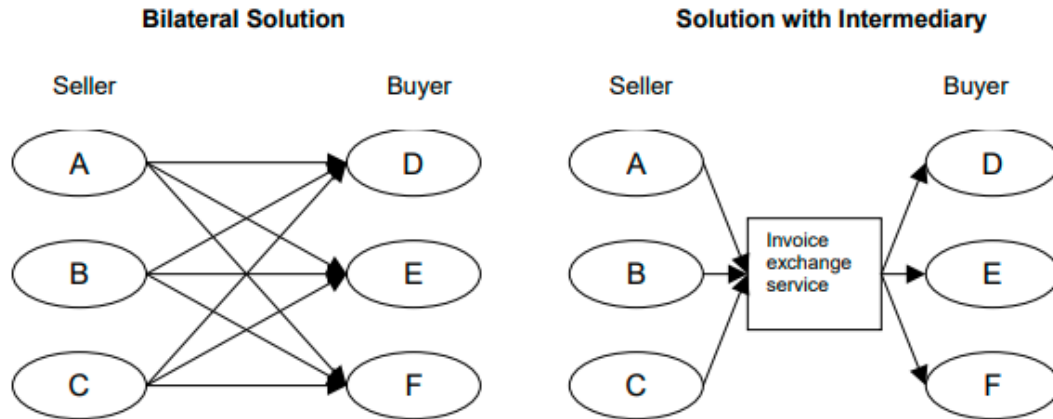 Bilateral Solution
Seller
Buyer
A
D
B
E
C
F
Solution with Intermediary
Seller
Buyer
A
D
Invoice
exchange
service
B
E
C
F